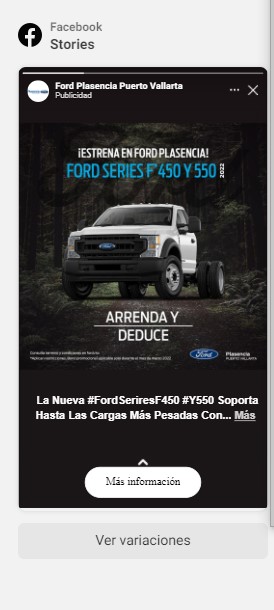 Facebook
Stories
Ford Plasencia Puerto Vallarta
Publicidad
¡ESTRENA EN FORD PLASENCIA!
FORD SERIES F 450 Y 550 2022
ARRENDA Y
DEDUCE
Ford
Plasencia
PUERTO VALLARTA
La Nueva #FordSeriresF450 #Y550 Soporta
Hasta Las Cargas Más Pesadas Con... Más
Más información
Ver variaciones